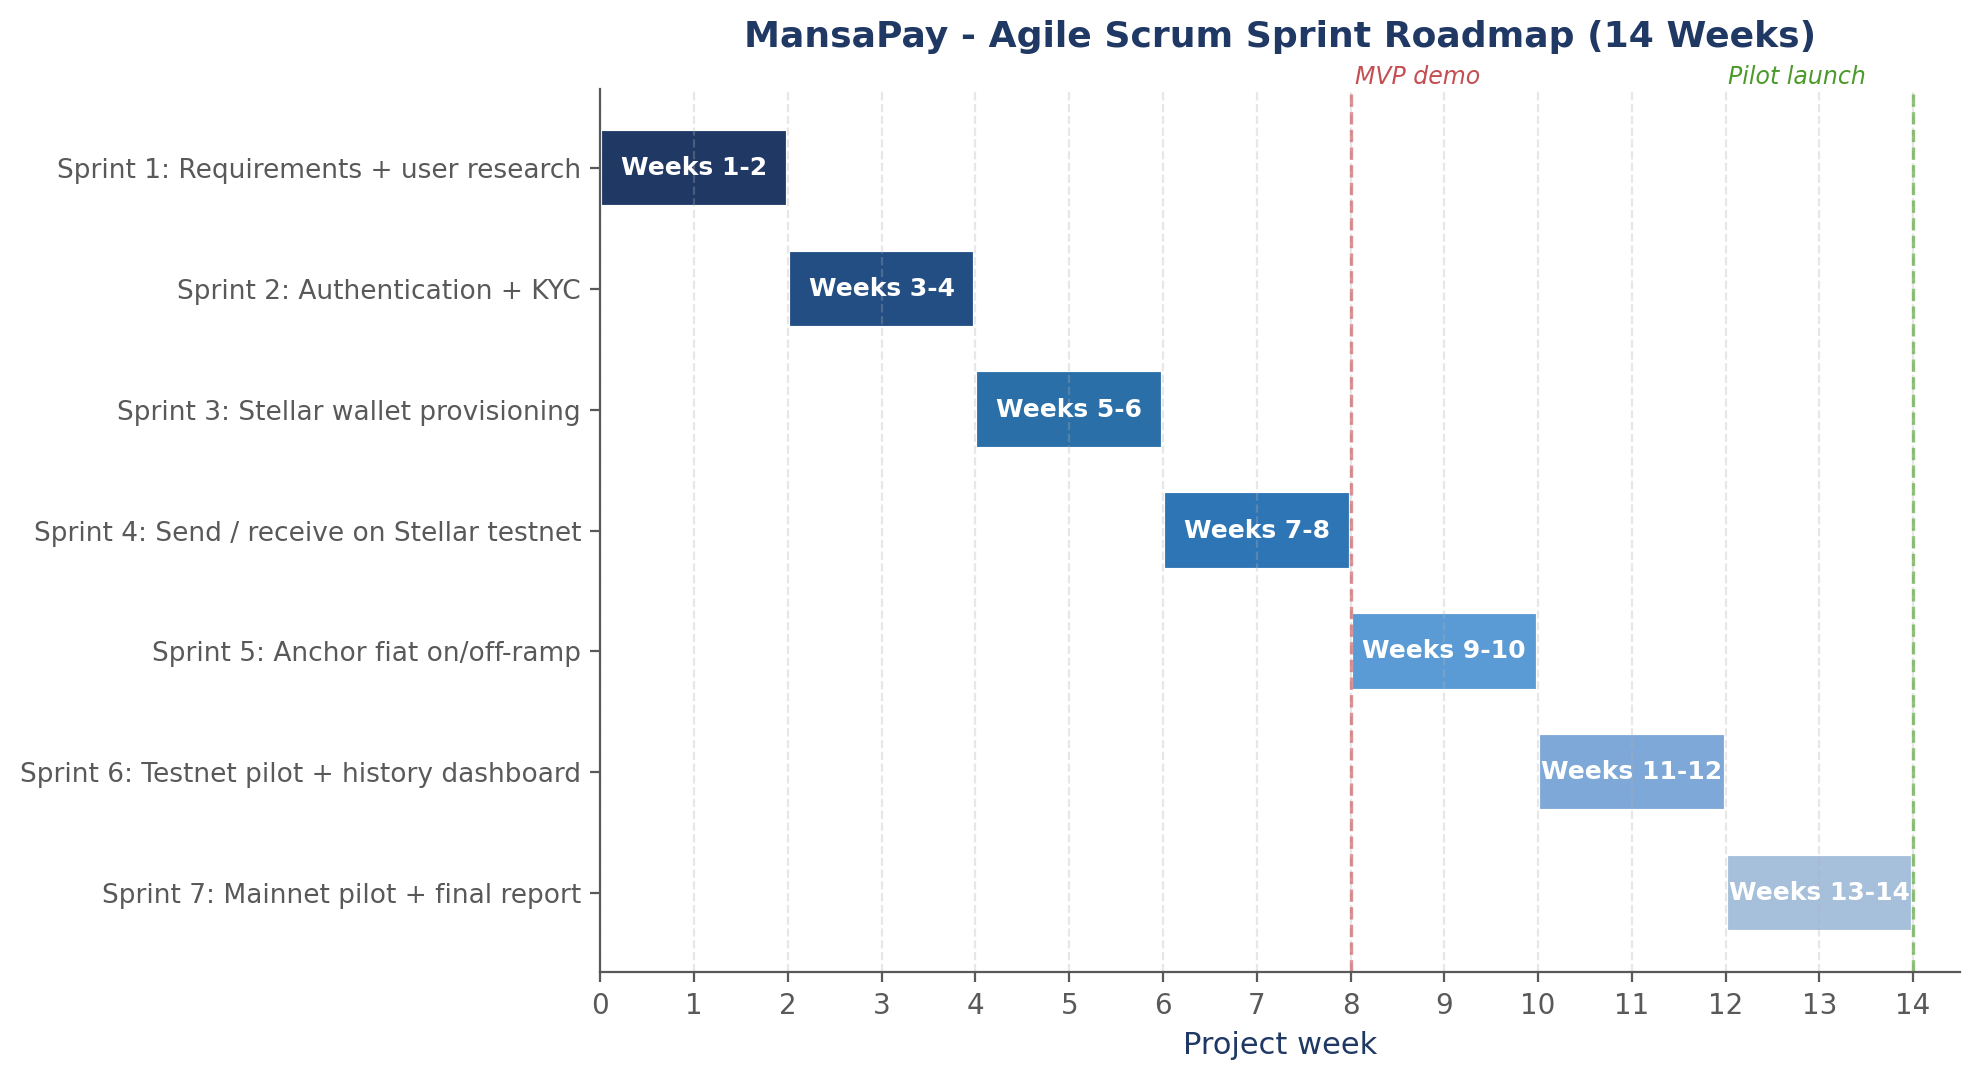 MansaPay - Agile Scrum Sprint Roadmap (14 Weeks)
MVP demo
Pilot launch
Sprint 1: Requirements + user research
Weeks 1-2
Sprint 2: Authentication + KYC
Weeks 3-4
Sprint 3: Stellar wallet provisioning
Weeks 5-6
Sprint 4: Send / receive on Stellar testnet
Weeks 7-8
Sprint 5: Anchor fiat on/off-ramp
Weeks 9-10
Sprint 6: Testnet pilot + history dashboard
Weeks 11-12
Sprint 7: Mainnet pilot + final report
Weeks 13-14
0 1 2 3 4 5 6 7 8 9 10 11 12 13 14
Project week